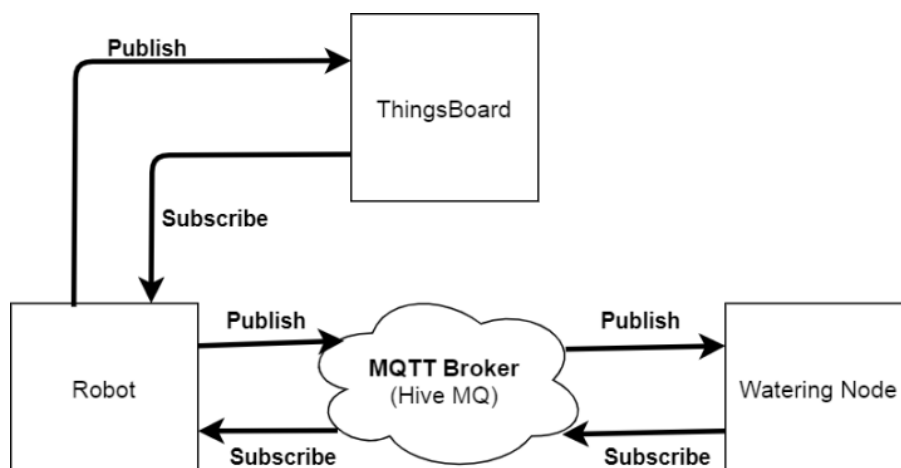 Publish
ThingsBoard
Subscribe
Publish
Publish
MQTT Broker
(Hive MQ)
Robot
Watering Node
Subscribe
Subscribe